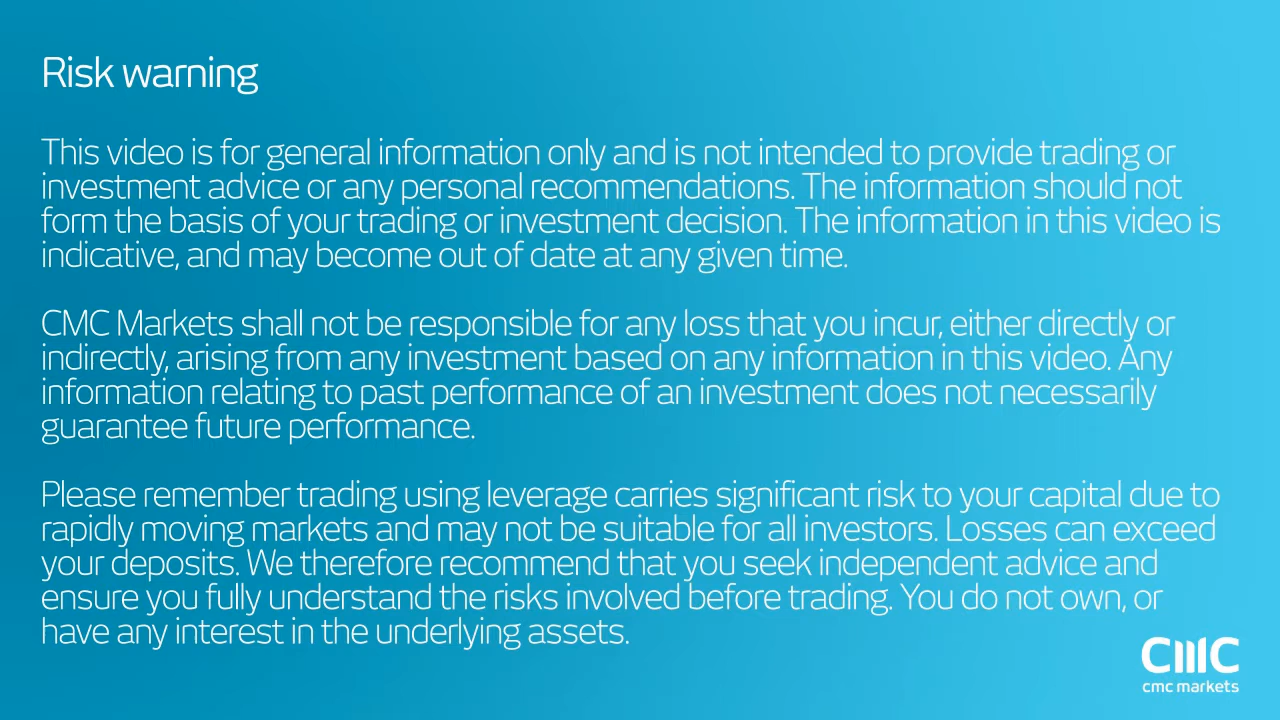 Risk warning
This video is for general information only and is not intended to provide trading or
investment advice or any personal recommendations. The information should not
form the basis of your trading or investment decision. The information in this video is
indicative, and may become out of date at any given time.
CMC Markets shall not be responsible for any loss that you incur, either directly or
indirectly, arising from any investment based on any information in this video. Any
information relating to past performance of an investment does not necessarily
guarantee future performance.
Please remember trading using leverage carries significant risk to your capital due to
rapidly moving markets and may not be suitable for all investors. Losses can exceed
your deposits. We therefore recommend that you seek independent advice and
ensure you fully understand the risks involved before trading. You do not own, or
have any interest in the underlying assets.
CMC
cmc markets